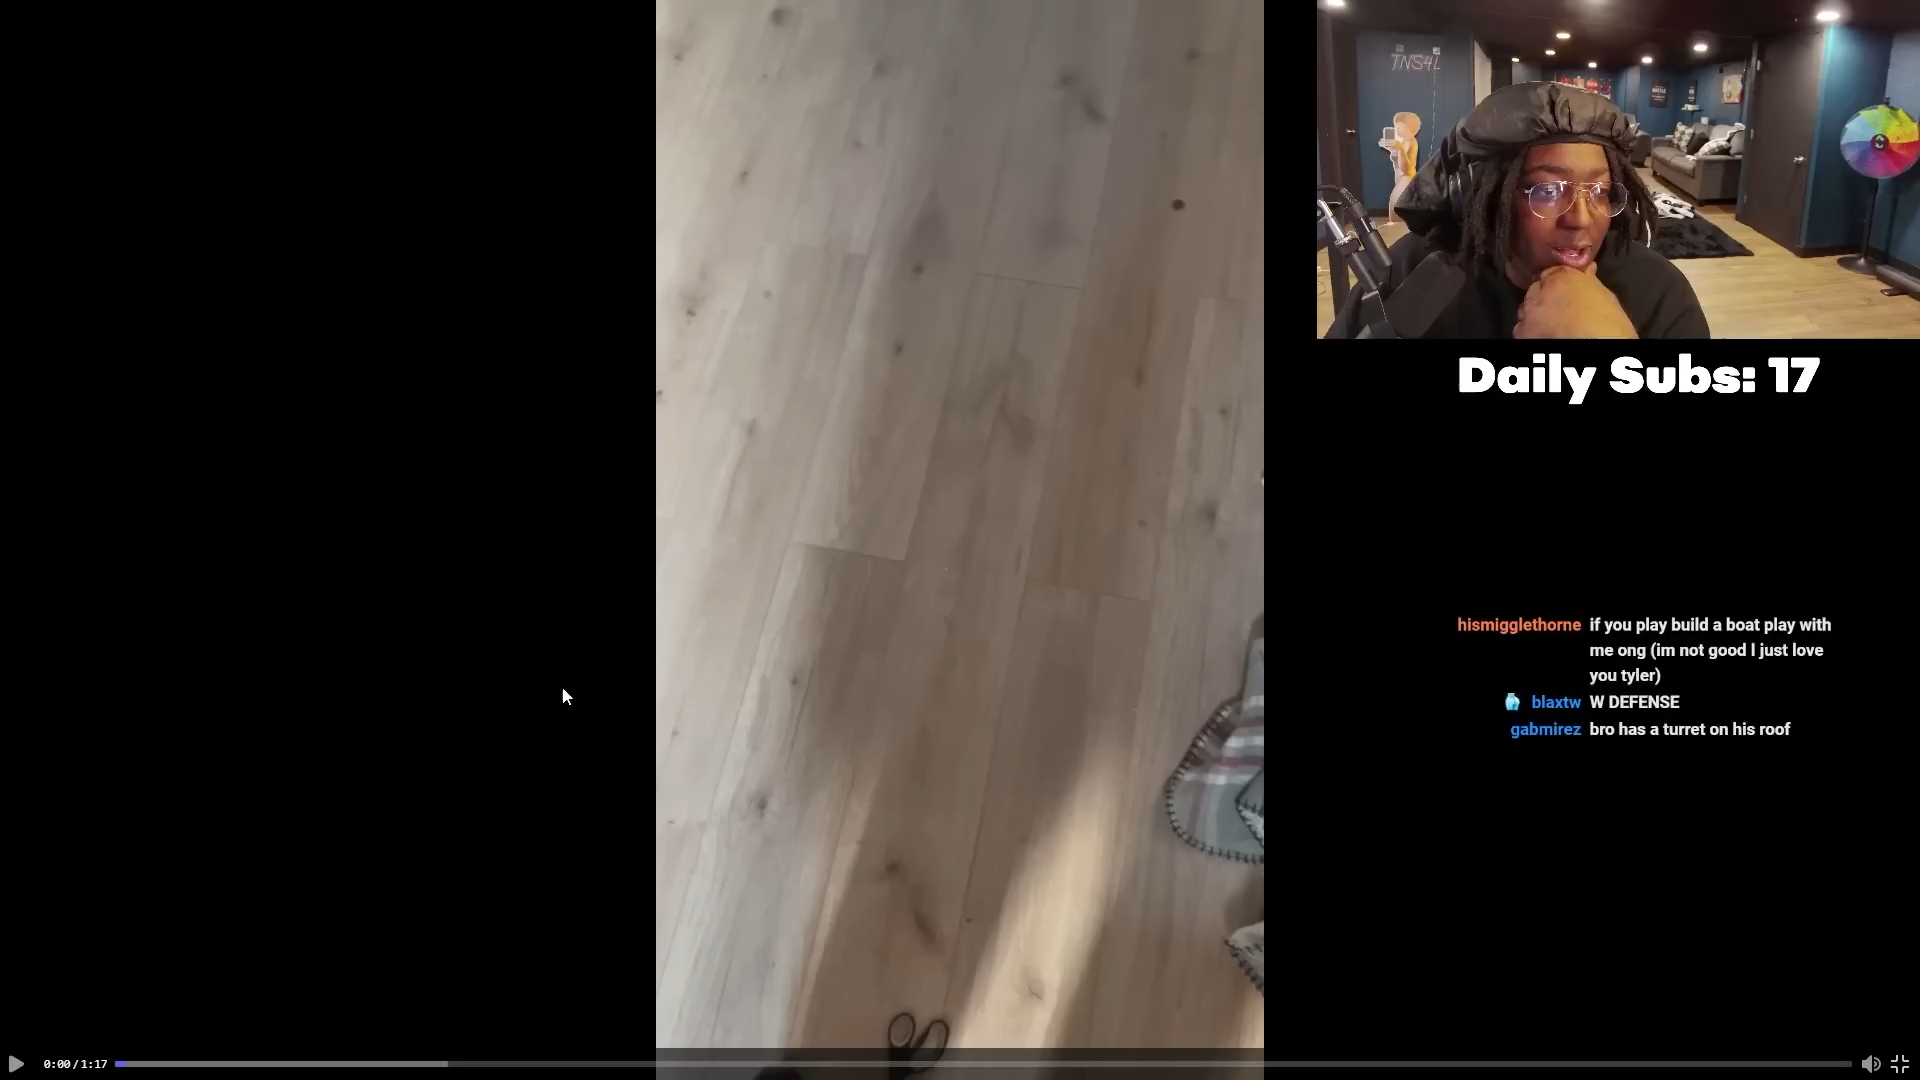 TNS4L
Daily Subs: 17
hismigglethorne if you play build a boat play with
me ong (im not good I just love
you tyler)
blaxtw W DEFENSE
gabmirez bro has a turret on his roof
0:00 / 1:17